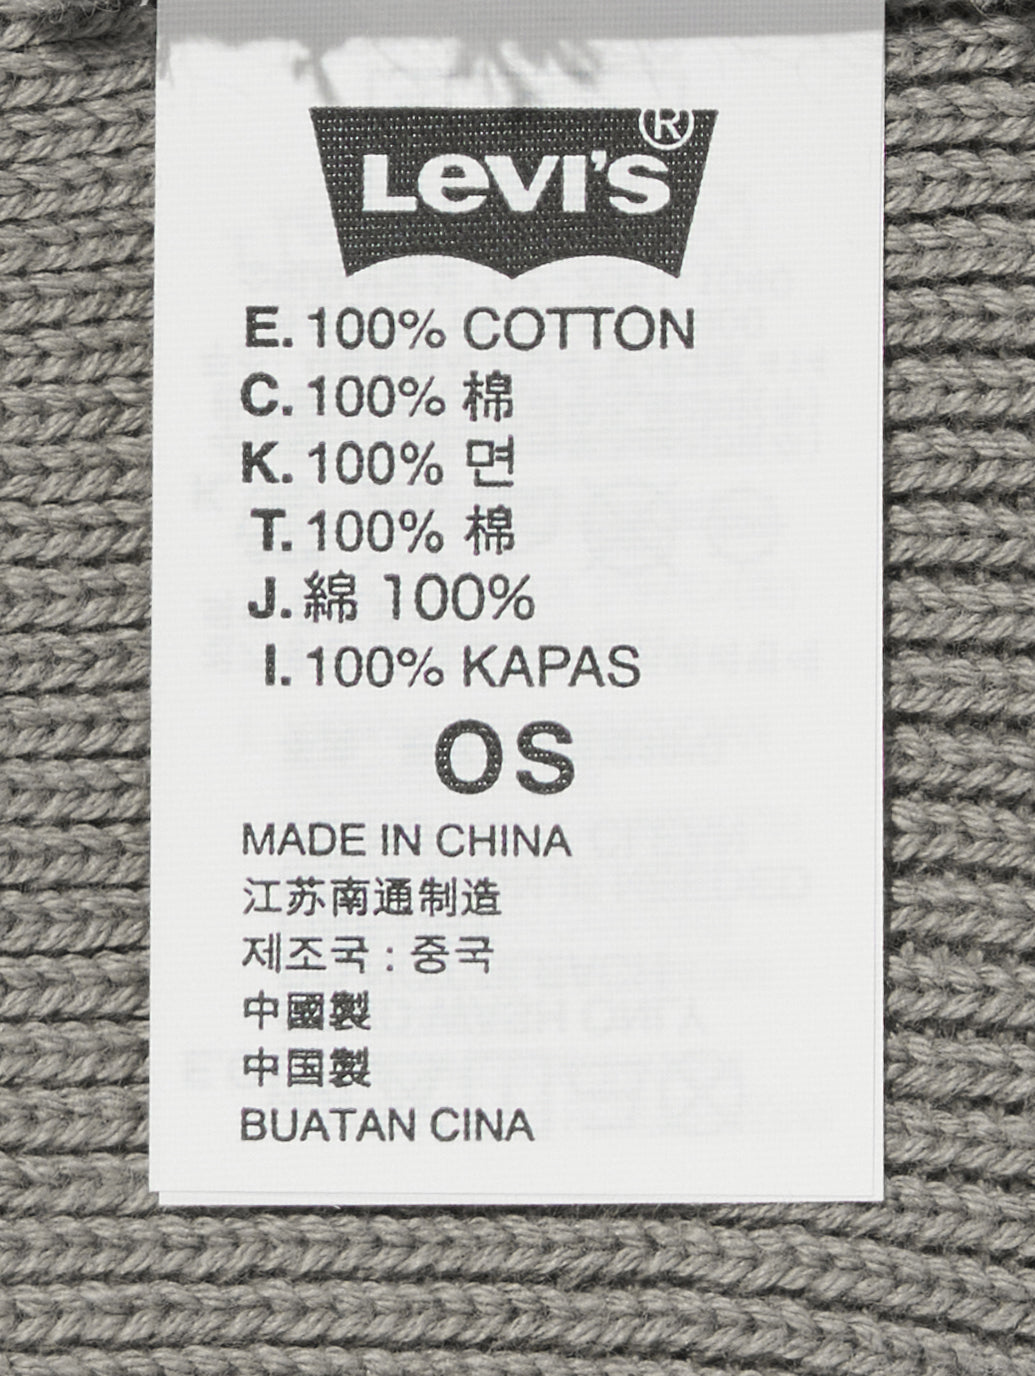 LEVI'S ®
E. 100% COTTON
C. 100% 棉
K. 100% 면
T. 100% 棉
J. 綿 100%
I. 100% KAPAS
OS
MADE IN CHINA
江苏南通制造
제조국 : 중국
中國製
中国製
BUATAN CINA